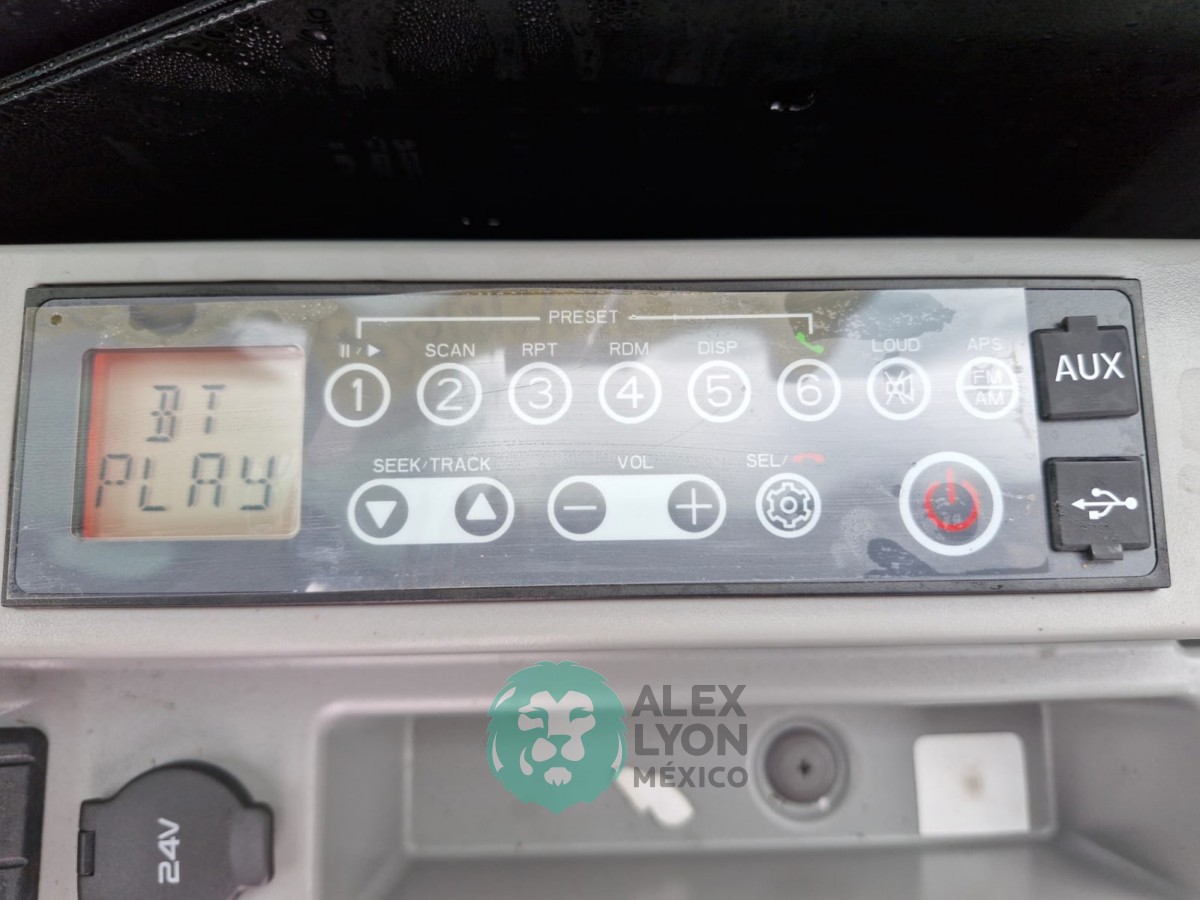 PRESET
SCAN RPT RDM DISP LOUD APS
1 2 3 4 5 6 FM AM
AUX
BT
PLAY
SEEK/TRACK VOL SEL/
24V
ALEX
LYON
MÉXICO